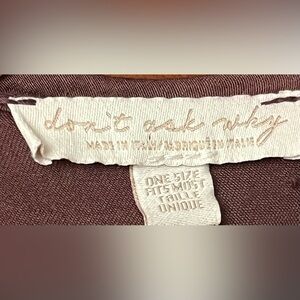 don't ask why
MADE IN ITALY/FABRIQUÉ EN ITALIE
ONE SIZE
FITS MOST
TAILLE
UNIQUE